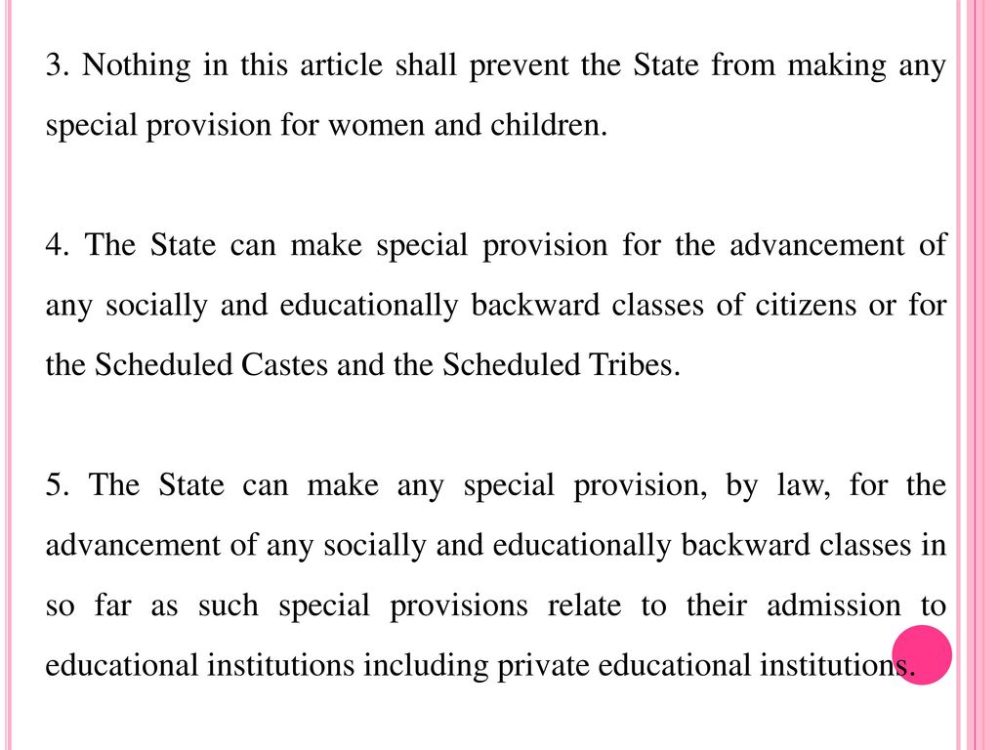 3. Nothing in this article shall prevent the State from making any
special provision for women and children.
4. The State can make special provision for the advancement of
any socially and educationally backward classes of citizens or for
the Scheduled Castes and the Scheduled Tribes.
5. The State can make any special provision, by law, for the
advancement of any socially and educationally backward classes in
so far as such special provisions relate to their admission to
educational institutions including private educational institutions.